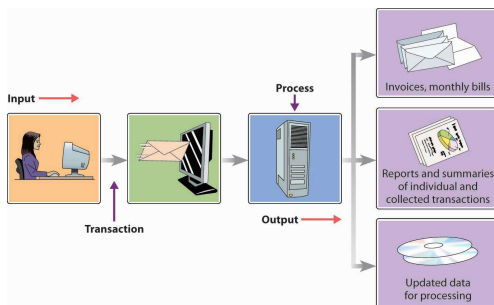 Input
Transaction
Process
Output
Invoices, monthly bills
Reports and summaries
of individual and
collected transactions
Updated data
for processing